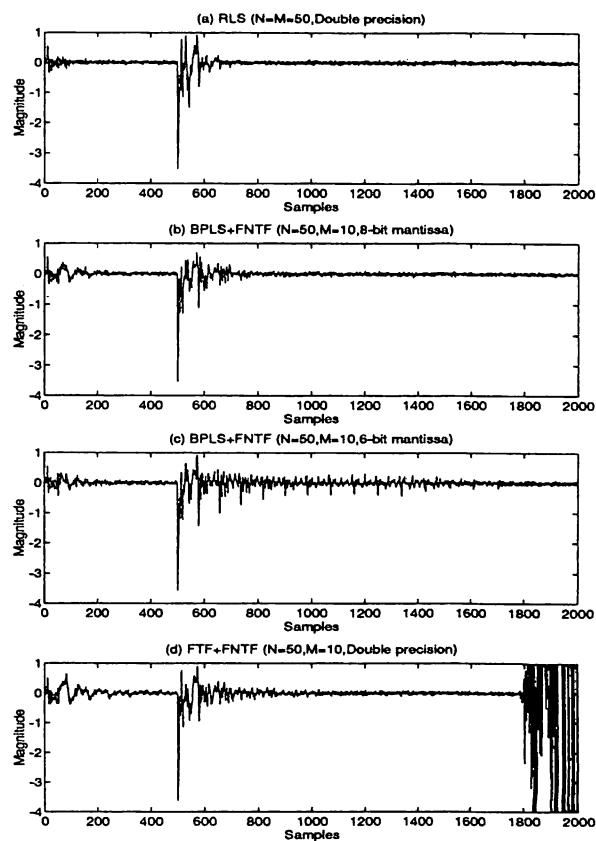 (a) RLS (N=M=50,Double precision)
1
0
-1
-2
-3
-4
Magnitude
0 200 400 600 800 1000 1200 1400 1600 1800 2000
Samples
(b) BPLS+FNTF (N=50,M=10,8-bit mantissa)
1
0
-1
-2
-3
-4
Magnitude
0 200 400 600 800 1000 1200 1400 1600 1800 2000
Samples
(c) BPLS+FNTF (N=50,M=10,6-bit mantissa)
1
0
-1
-2
-3
-4
Magnitude
0 200 400 600 800 1000 1200 1400 1600 1800 2000
Samples
(d) FTF+FNTF (N=50,M=10,Double precision)
1
0
-1
-2
-3
-4
Magnitude
0 200 400 600 800 1000 1200 1400 1600 1800 2000
Samples